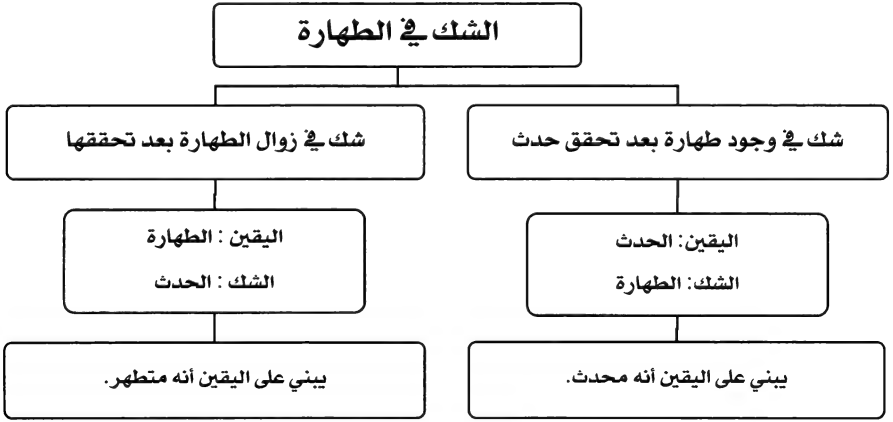 الشك في الطهارة
شك في وجود طهارة بعد تحقق حدث
شك في زوال الطهارة بعد تحققها
اليقين: الحدث
الشك: الطهارة
اليقين : الطهارة
الشك : الحدث
يبني على اليقين أنه محدث.
يبني على اليقين أنه متطهر.